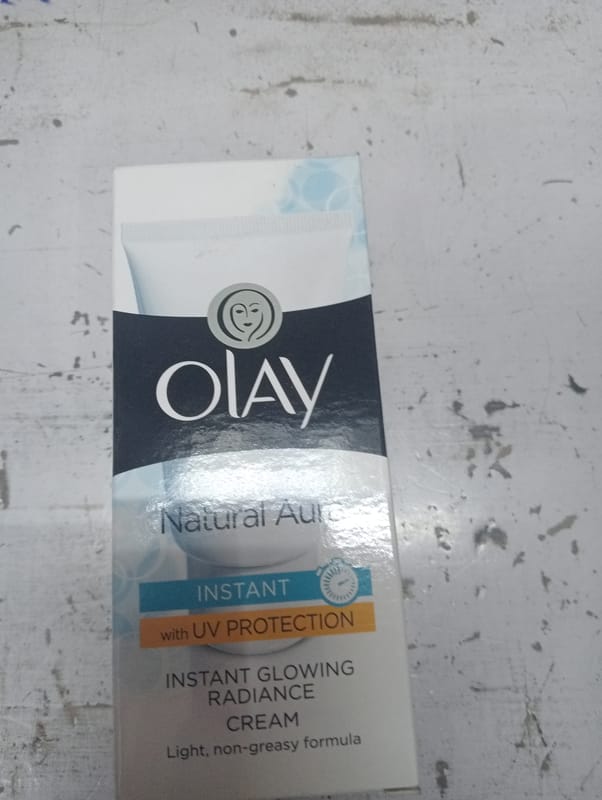 OLAY
Natural Aura
INSTANT
with UV PROTECTION
INSTANT GLOWING
RADIANCE
CREAM
Light, non-greasy formula